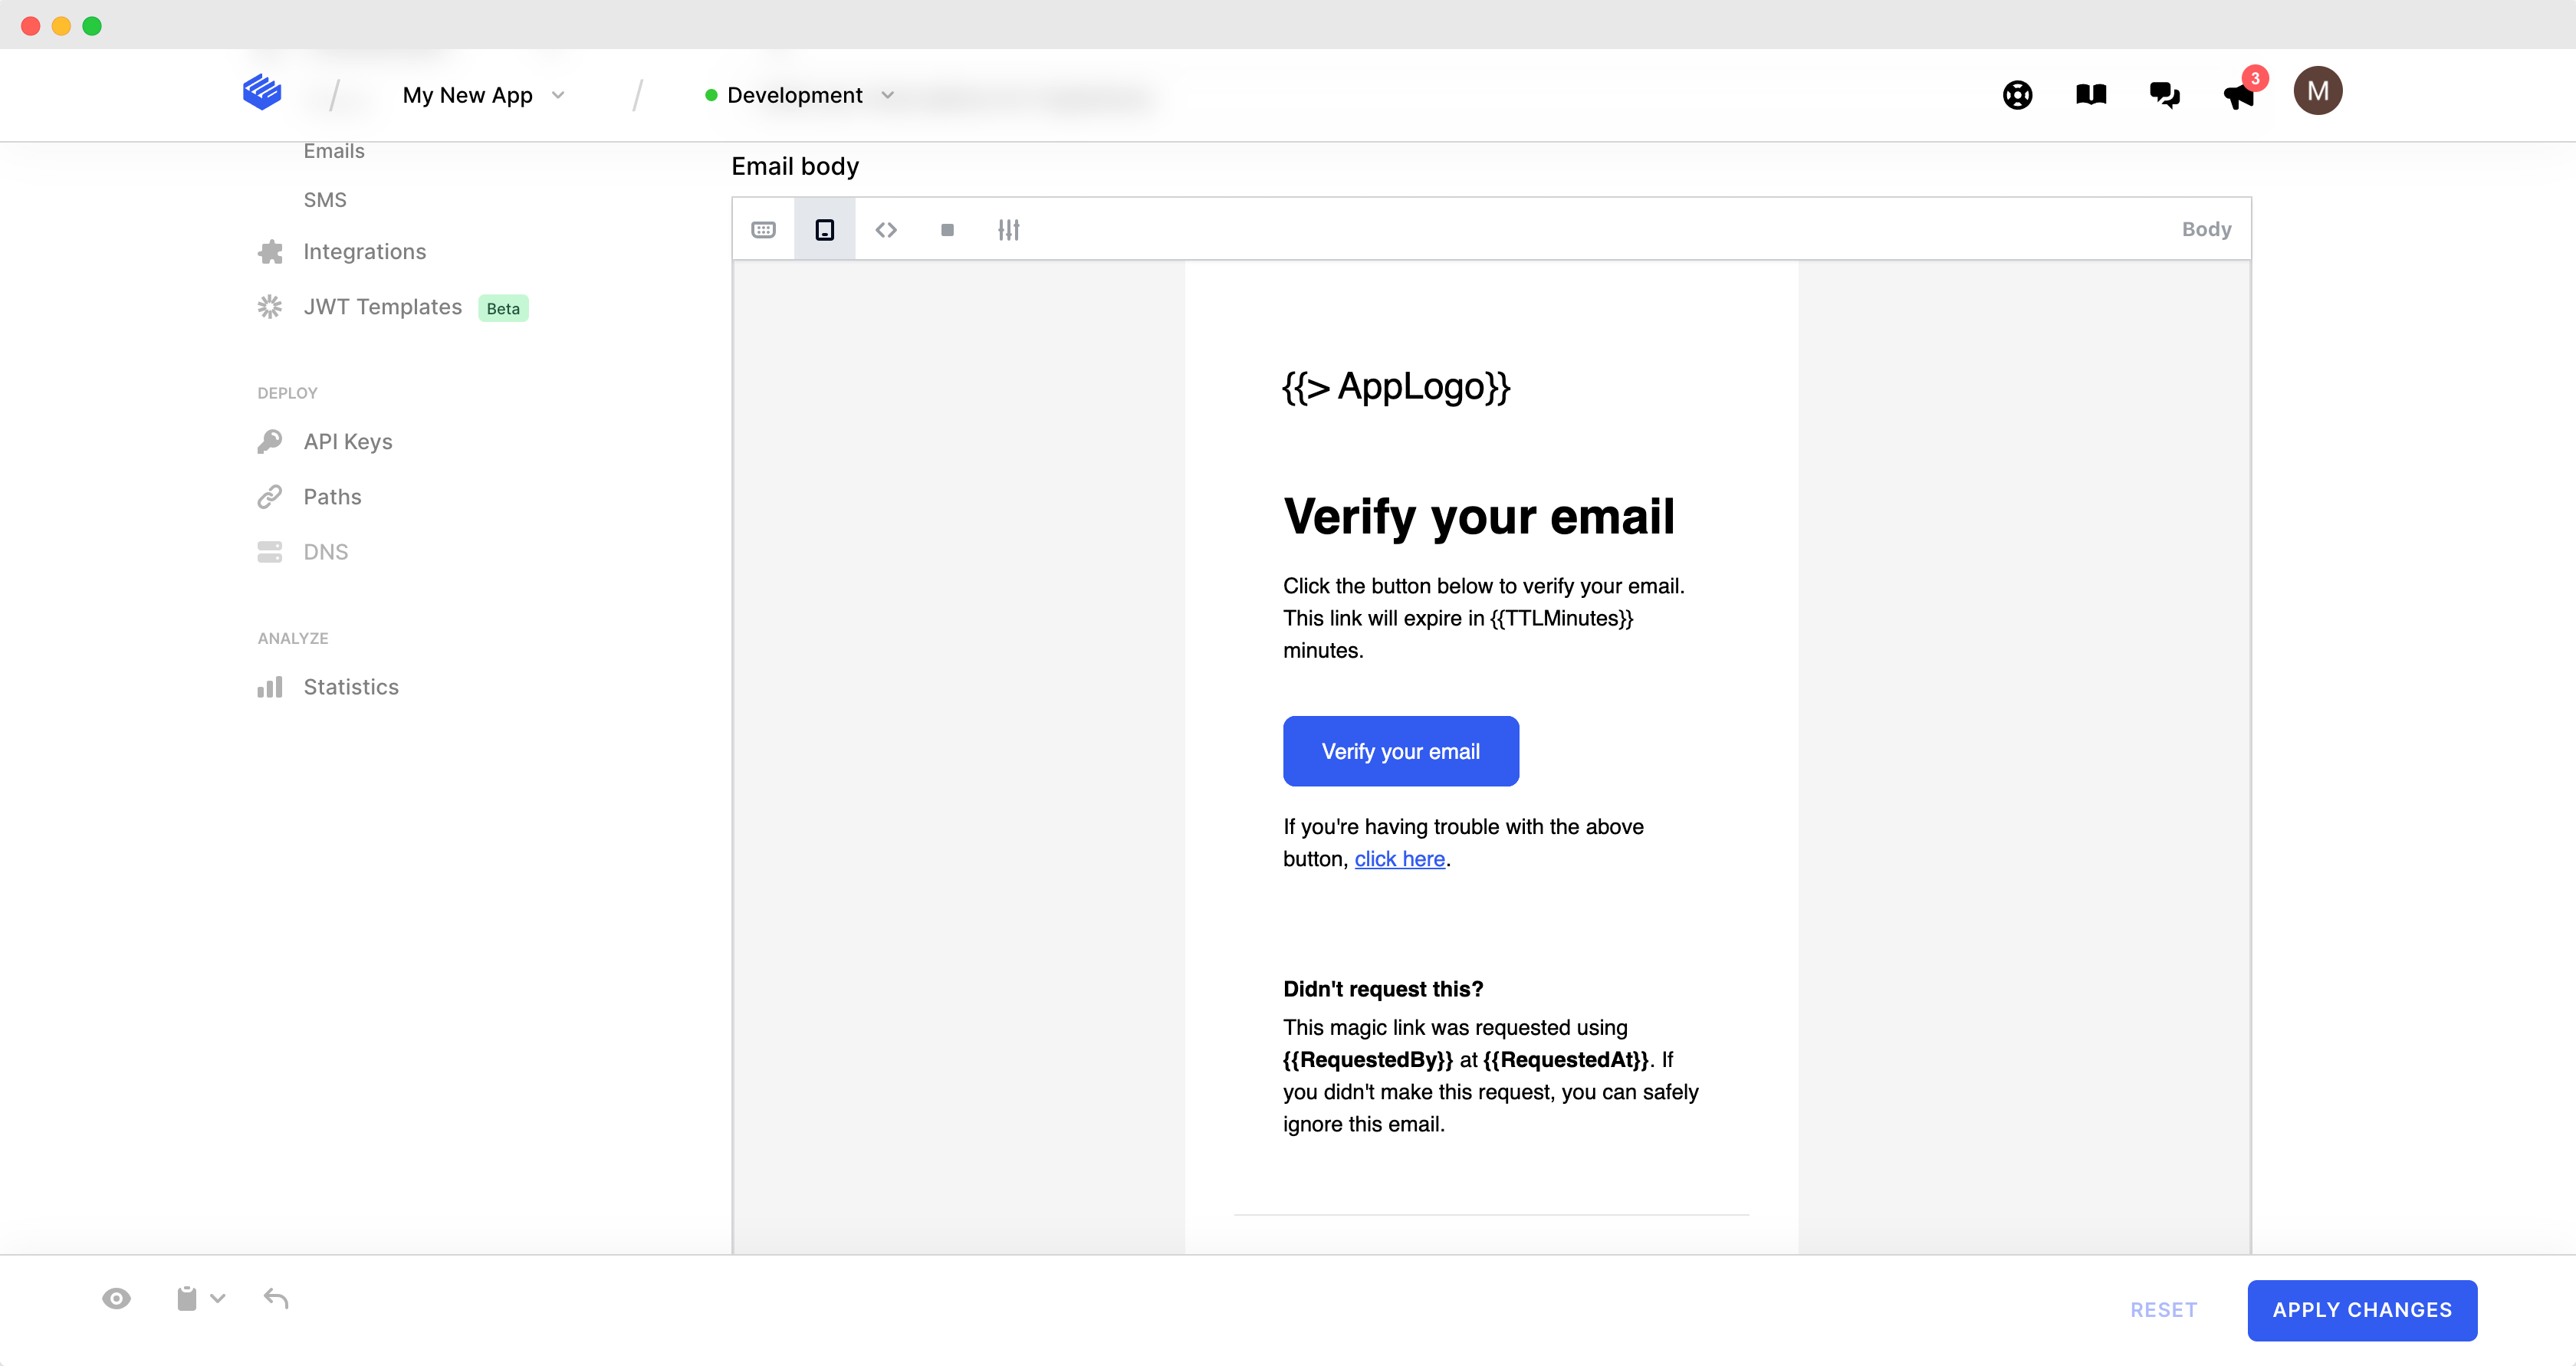 My New App
Development
3
M
Emails
SMS
Integrations
JWT Templates Beta
DEPLOY
API Keys
Paths
DNS
ANALYZE
Statistics
Email body
Body
{{> AppLogo}}
Verify your email
Click the button below to verify your email.
This link will expire in {{TTLMinutes}}
minutes.
Verify your email
If you're having trouble with the above
button, click here.
Didn't request this?
This magic link was requested using
{{RequestedBy}} at {{RequestedAt}}. If
you didn't make this request, you can safely
ignore this email.
RESET
APPLY CHANGES